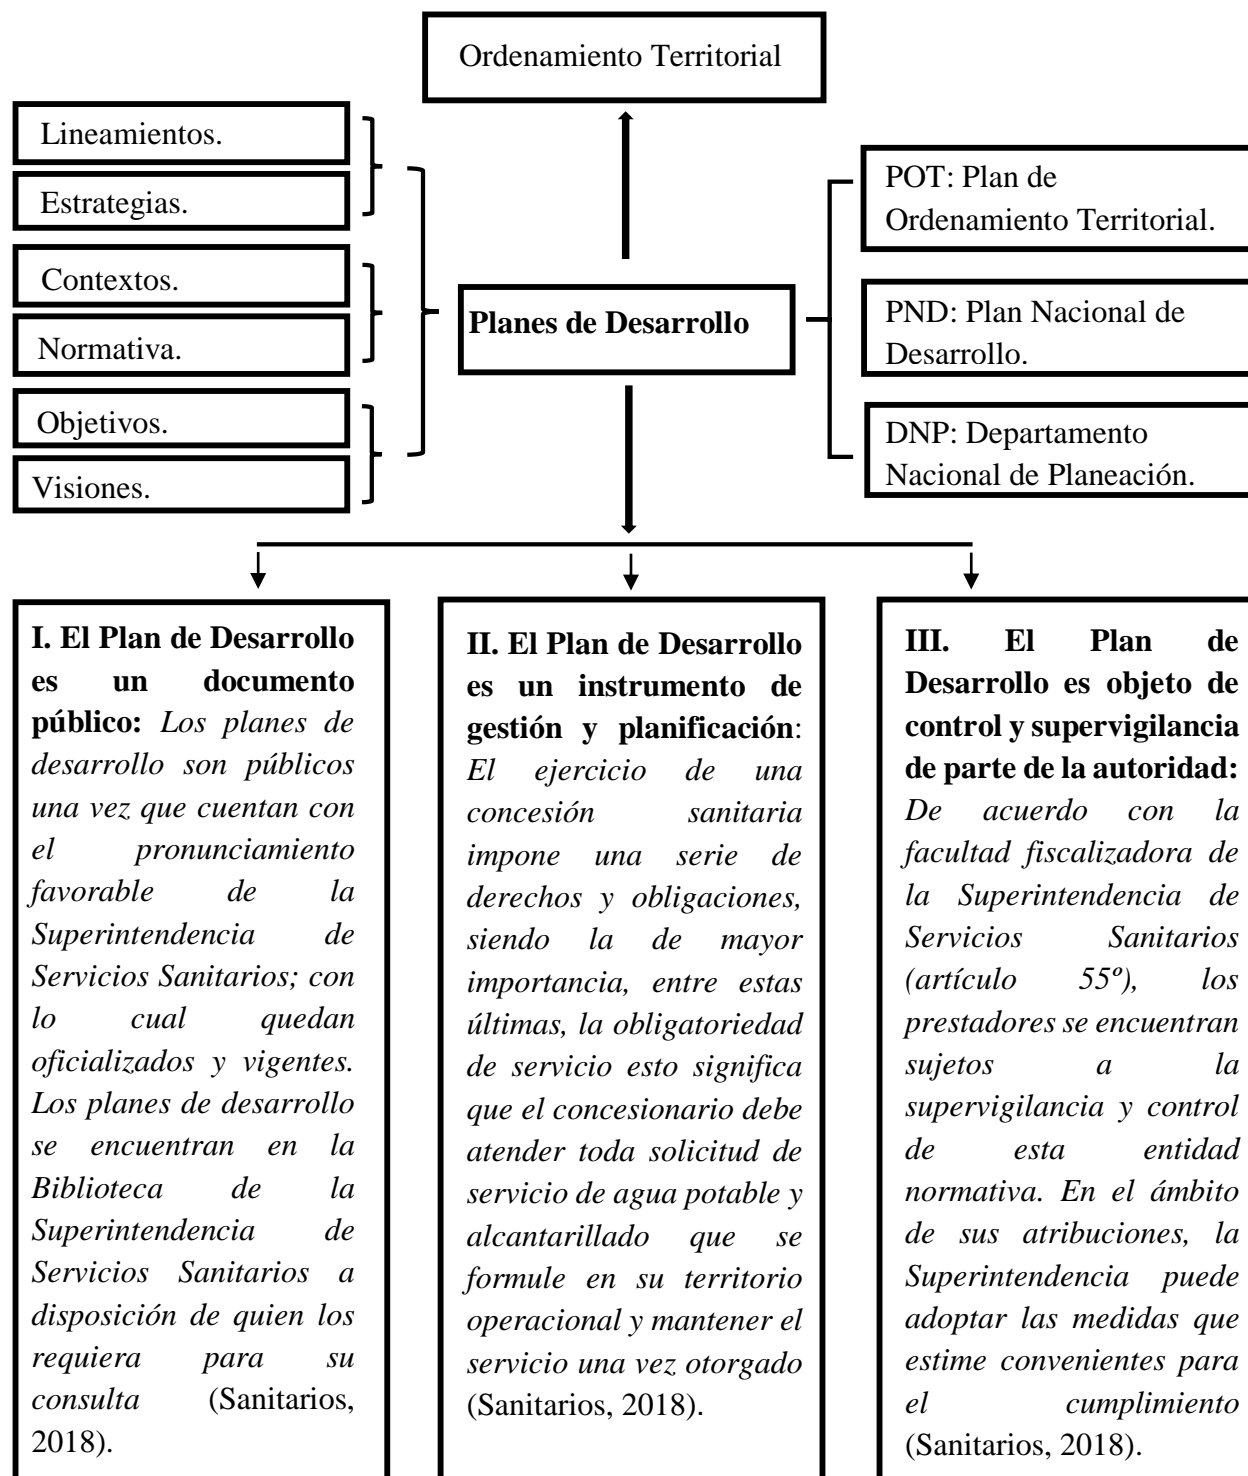 Ordenamiento Territorial
Lineamientos.
Estrategias.
Contextos.
Normativa.
Objetivos.
Visiones.
Planes de Desarrollo
POT: Plan de
Ordenamiento Territorial.
PND: Plan Nacional de
Desarrollo.
DNP: Departamento
Nacional de Planeación.
I. El Plan de Desarrollo
es un documento
público: Los planes de
desarrollo son públicos
una vez que cuentan con
el pronunciamiento
favorable de la
Superintendencia de
Servicios Sanitarios; con
lo cual quedan
oficializados y vigentes.
Los planes de desarrollo
se encuentran en la
Biblioteca de la
Superintendencia de
Servicios Sanitarios a
disposición de quien los
requiera para su
consulta (Sanitarios,
2018).
II. El Plan de Desarrollo
es un instrumento de
gestión y planificación:
El ejercicio de una
concesión sanitaria
impone una serie de
derechos y obligaciones,
siendo la de mayor
importancia, entre estas
últimas, la obligatoriedad
de servicio esto significa
que el concesionario debe
atender toda solicitud de
servicio de agua potable y
alcantarillado que se
formule en su territorio
operacional y mantener el
servicio una vez otorgado
(Sanitarios, 2018).
III. El Plan de
Desarrollo es objeto de
control y supervigilancia
de parte de la autoridad:
De acuerdo con la
facultad fiscalizadora de
la Superintendencia de
Servicios Sanitarios
(artículo 55º), los
prestadores se encuentran
sujetos a la
supervigilancia y control
de esta entidad
normativa. En el ámbito
de sus atribuciones, la
Superintendencia puede
adoptar las medidas que
estime convenientes para
el cumplimiento
(Sanitarios, 2018).